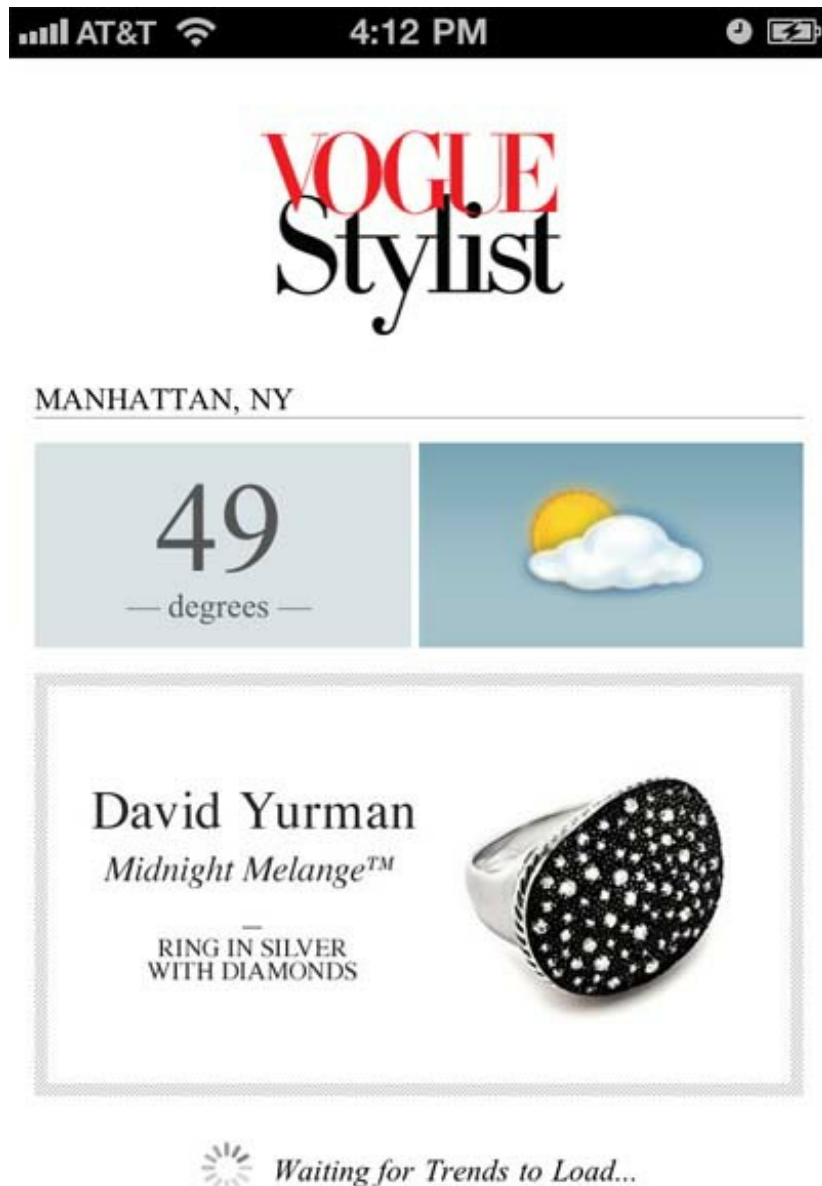 AT&T 4:12 PM
VOGUE
Stylist
MANHATTAN, NY
49
— degrees —
David Yurman
Midnight Melange™
—
RING IN SILVER
WITH DIAMONDS
Waiting for Trends to Load...